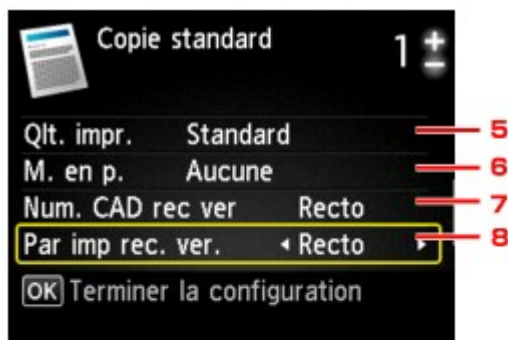 Copie standard 1 + -
Qlt. impr. Standard 5
M. en p. Aucune 6
Num. CAD rec ver Recto 7
Par imp rec. ver. Recto 8
OK Terminer la configuration